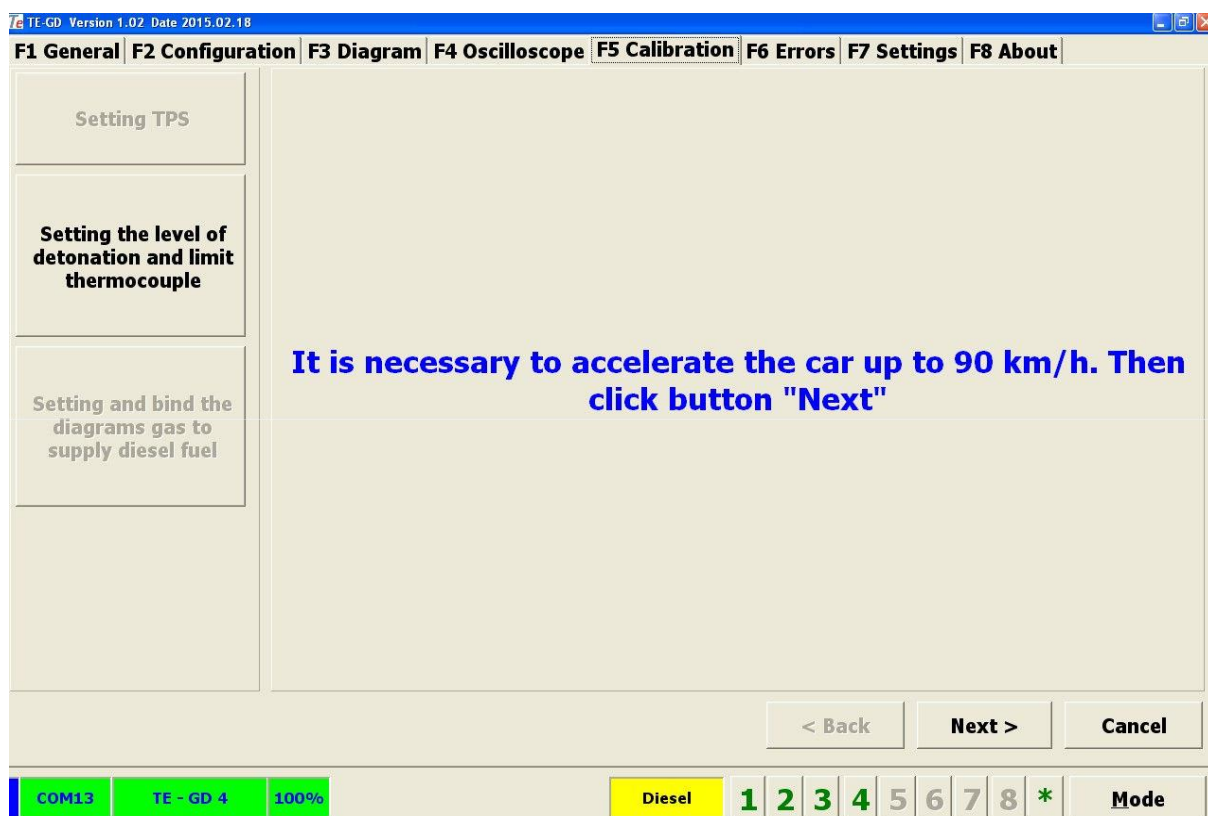 TE-GD Version 1.02 Date 2015.02.18
F1 General F2 Configuration F3 Diagram F4 Oscilloscope F5 Calibration F6 Errors F7 Settings F8 About
Setting TPS
Setting the level of
detonation and limit
thermocouple
Setting and bind the
diagrams gas to
supply diesel fuel
It is necessary to accelerate the car up to 90 km/h. Then
click button "Next"
< Back Next > Cancel
COM13 TE - GD 4 100% Diesel 1 2 3 4 5 6 7 8 * Mode